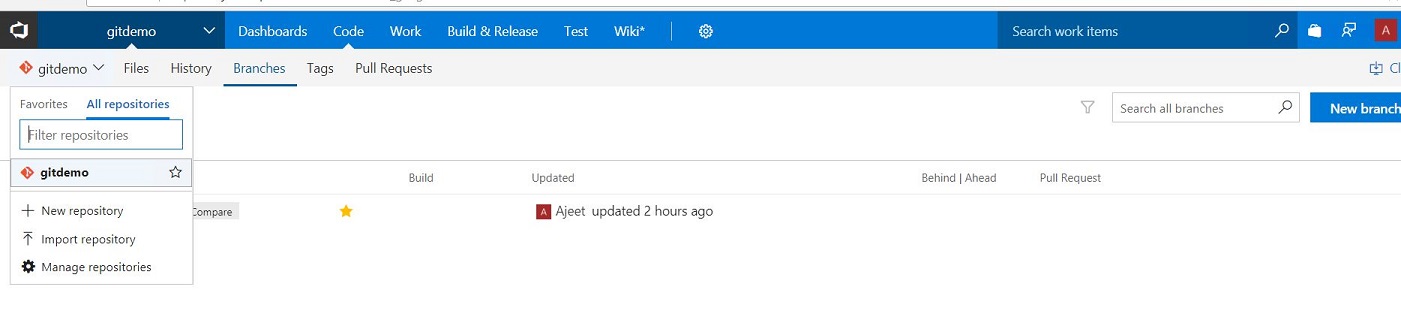 gitdemo Dashboards Code Work Build & Release Test Wiki* Search work items A
gitdemo Files History Branches Tags Pull Requests Cl
Favorites All repositories
Search all branches New branch
Filter repositories
gitdemo
Build Updated Behind | Ahead Pull Request
New repository
Compare A Ajeet updated 2 hours ago
Import repository
Manage repositories